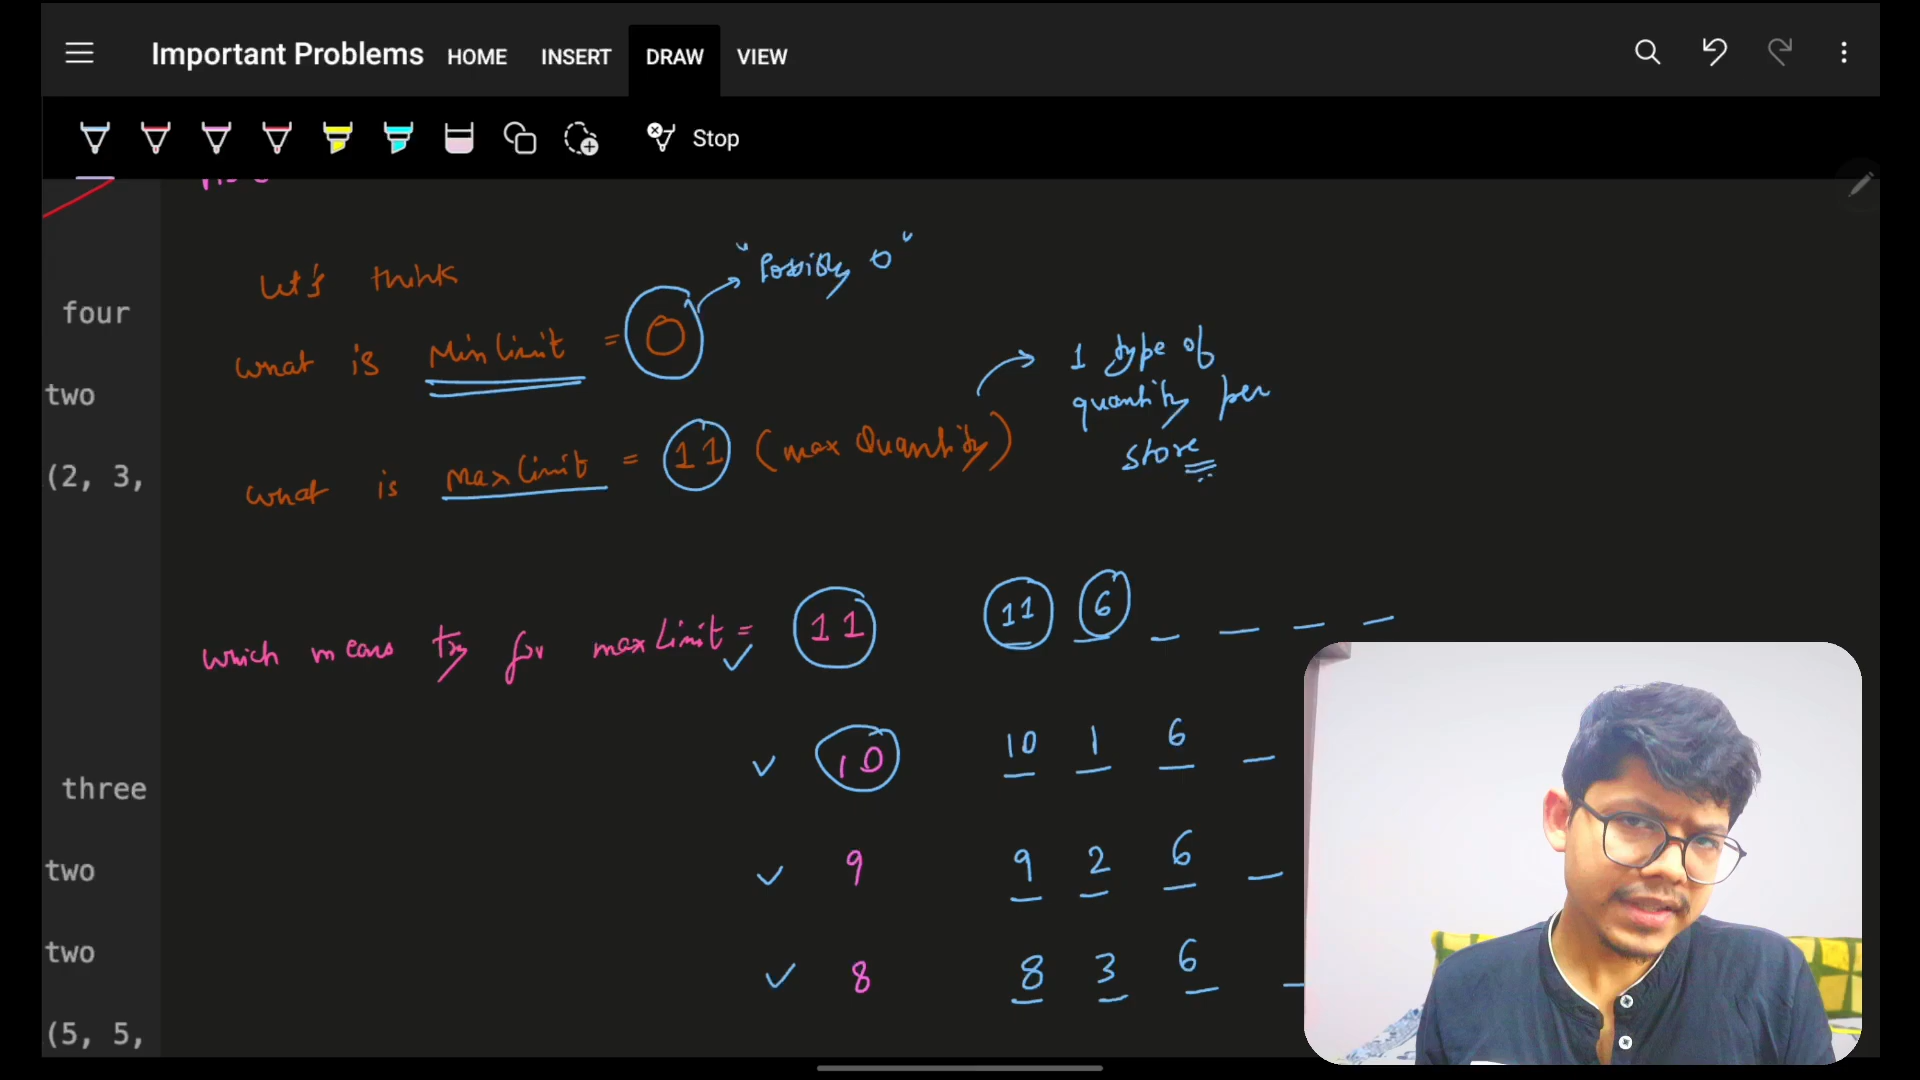 Important Problems HOME INSERT DRAW VIEW
Stop
Let's think
"Possibly 0"
four
what is Min limit = 0
1 type of
quantity per
store
two
what is max limit = 11 (max Quantity)
(2, 3,
which means try for max limit = 11 11 6 _ _ _ _
10 10 1 6 _
three
9 9 2 6 _
two
8 8 3 6 _
two
(5, 5,